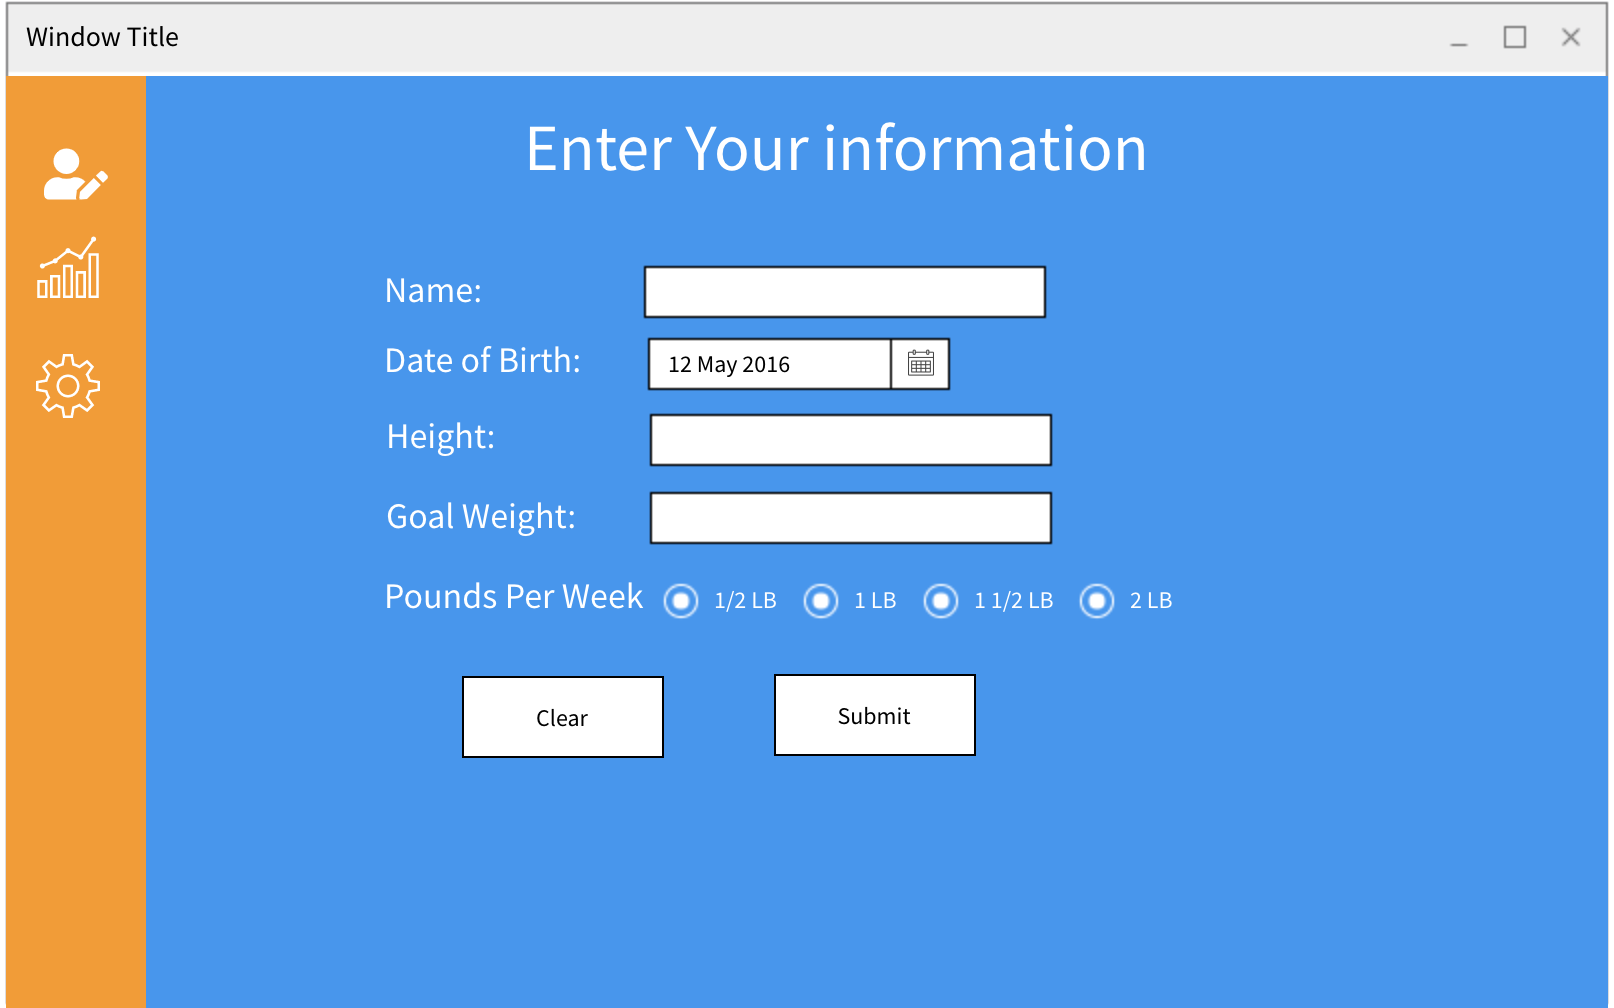 Window Title
Enter Your information
Name:
Date of Birth: 12 May 2016
Height:
Goal Weight:
Pounds Per Week 1/2 LB 1 LB 1 1/2 LB 2 LB
Clear Submit